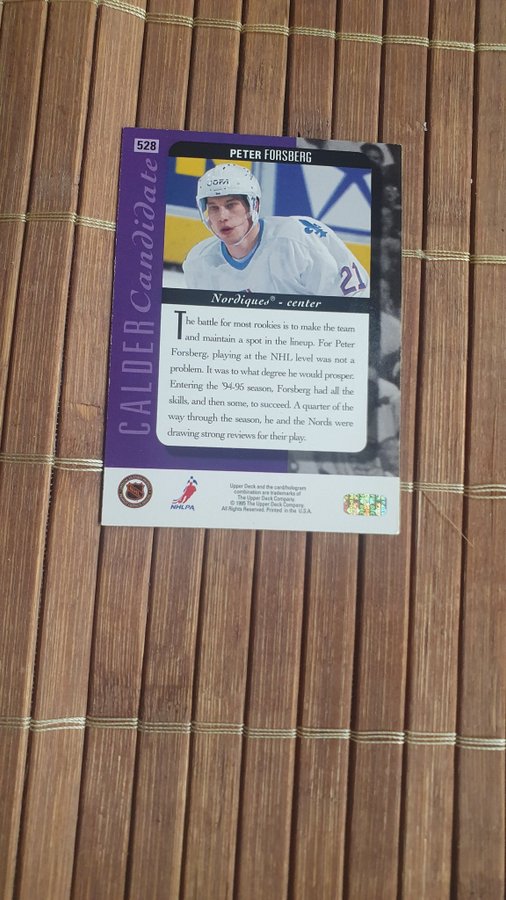 528
PETER FORSBERG
CALDER Candidate
21
Nordiques® - center
The battle for most rookies is to make the team
and maintain a spot in the lineup. For Peter
Forsberg, playing at the NHL level was not a
problem. It was to what degree he would prosper.
Entering the '94-95 season, Forsberg had all the
skills, and then some, to succeed. A quarter of the
way through the season, he and the Nords were
drawing strong reviews for their play.
NHLPA
Upper Deck and the card/hologram
combination are trademarks of
The Upper Deck Company.
© 1995 The Upper Deck Company.
All Rights Reserved. Printed in the U.S.A.